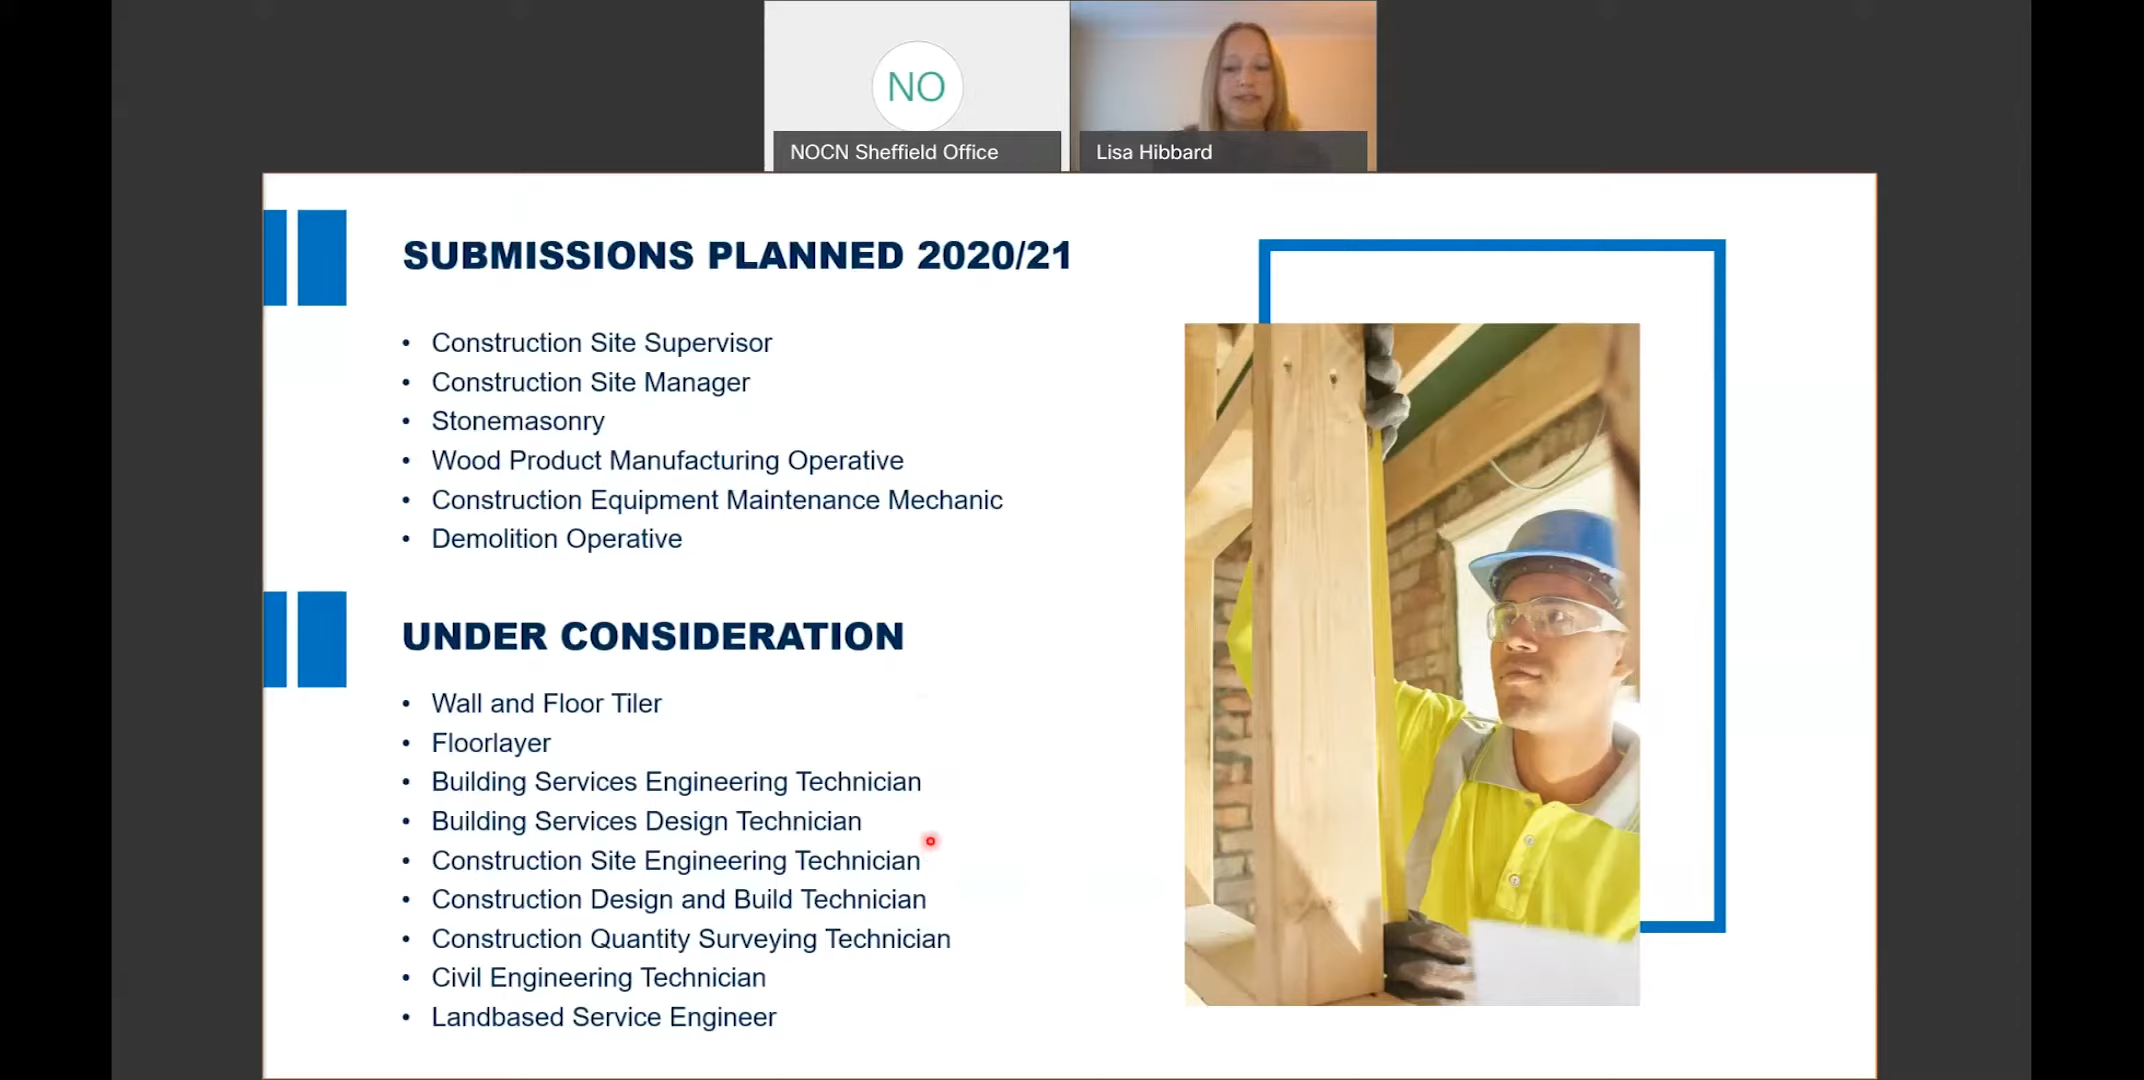 NO
NOCN Sheffield Office
Lisa Hibbard
SUBMISSIONS PLANNED 2020/21
• Construction Site Supervisor
• Construction Site Manager
• Stonemasonry
• Wood Product Manufacturing Operative
• Construction Equipment Maintenance Mechanic
• Demolition Operative
UNDER CONSIDERATION
• Wall and Floor Tiler
• Floorlayer
• Building Services Engineering Technician
• Building Services Design Technician
• Construction Site Engineering Technician
• Construction Design and Build Technician
• Construction Quantity Surveying Technician
• Civil Engineering Technician
• Landbased Service Engineer